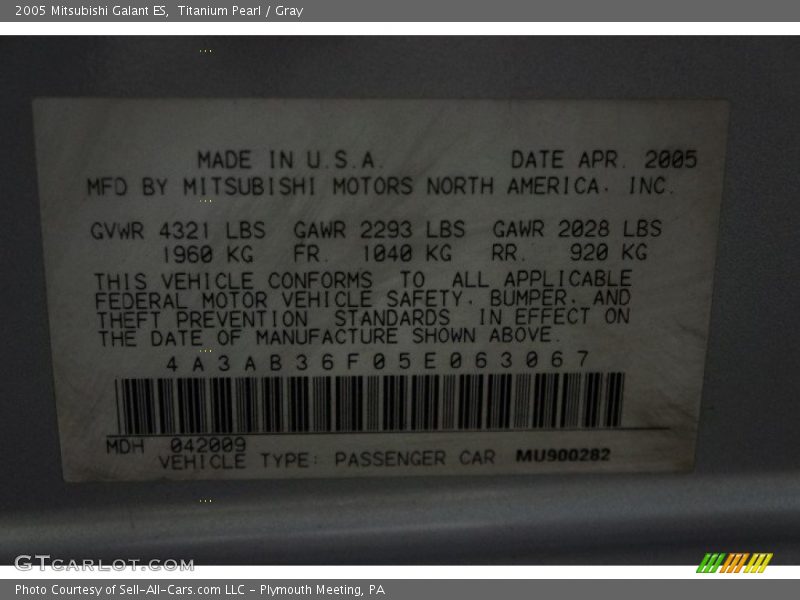 2005 Mitsubishi Galant ES,  Titanium Pearl / Gray
MADE IN U.S.A. DATE APR. 2005
MFD BY MITSUBISHI MOTORS NORTH AMERICA. INC.
GVWR 4321 LBS GAWR 2293 LBS GAWR 2028 LBS
1960 KG FR. 1040 KG RR. 920 KG
THIS VEHICLE CONFORMS TO ALL APPLICABLE
FEDERAL MOTOR VEHICLE SAFETY. BUMPER. AND
THEFT PREVENTION STANDARDS IN EFFECT ON
THE DATE OF MANUFACTURE SHOWN ABOVE.
4A3AB36F05E063067
MDH 042009
VEHICLE TYPE: PASSENGER CAR MU900282
GTcarlot.com
Photo Courtesy of Sell-All-Cars.com LLC - Plymouth Meeting, PA